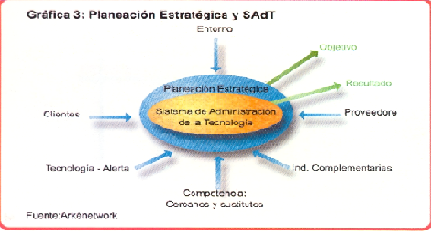 Gráfica 3: Planeación Estratégica y SAdT
Entorno
Objetivo
Planeación Estratégica
Resultado
Clientes
Sistema de Administración
de la Tecnología
Proveedore
Tecnología - Alerta
Ind. Complementarias
Competencia:
Cercanos y sustitutos
Fuente:Arkénetwork